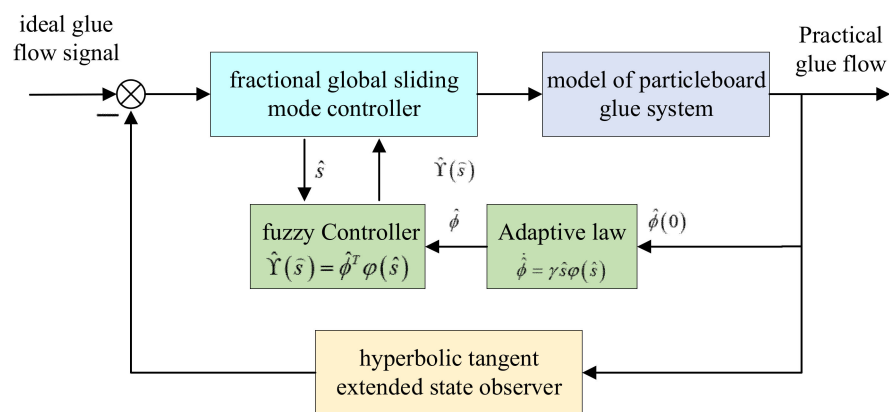 ideal glue
flow signal
Practical
glue flow
fractional global sliding
mode controller
model of particleboard
glue system
−
ŝ
Υ̂(s̄)
fuzzy Controller
Υ̂(s̄) = ϕ̂ᵀφ(ŝ)
ϕ̂
Adaptive law
ϕ̂̇ = γŝφ(ŝ)
ϕ̂(0)
hyperbolic tangent
extended state observer